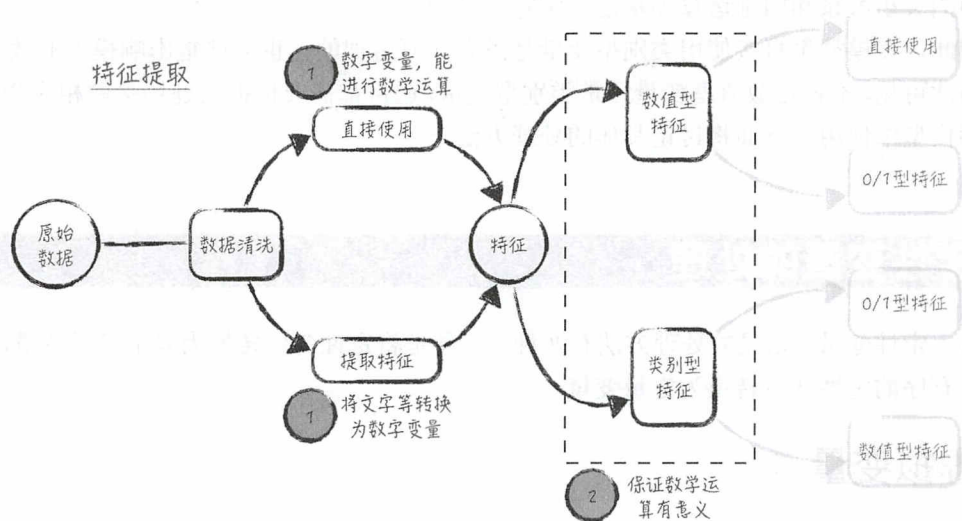 特征提取
1
数字变量，能
进行数学运算
直接使用
原始
数据
数据清洗
提取特征
1
将文字等转换
为数字变量
特征
数值型
特征
类别型
特征
2
保证数学运
算有意义
直接使用
0/1型特征
0/1型特征
数值型特征